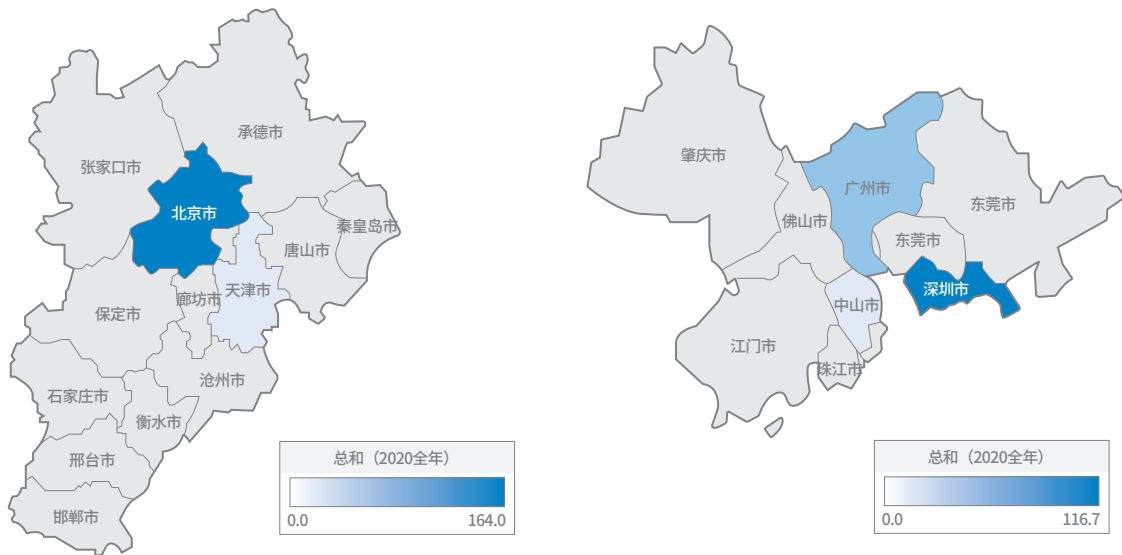 承德市
张家口市
北京市
秦皇岛市
唐山市
天津市
廊坊市
保定市
沧州市
石家庄市
衡水市
邢台市
邯郸市
总和（2020全年）
0.0
164.0
肇庆市
广州市
东莞市
佛山市
东莞市
深圳市
中山市
江门市
珠江市
总和（2020全年）
0.0
116.7